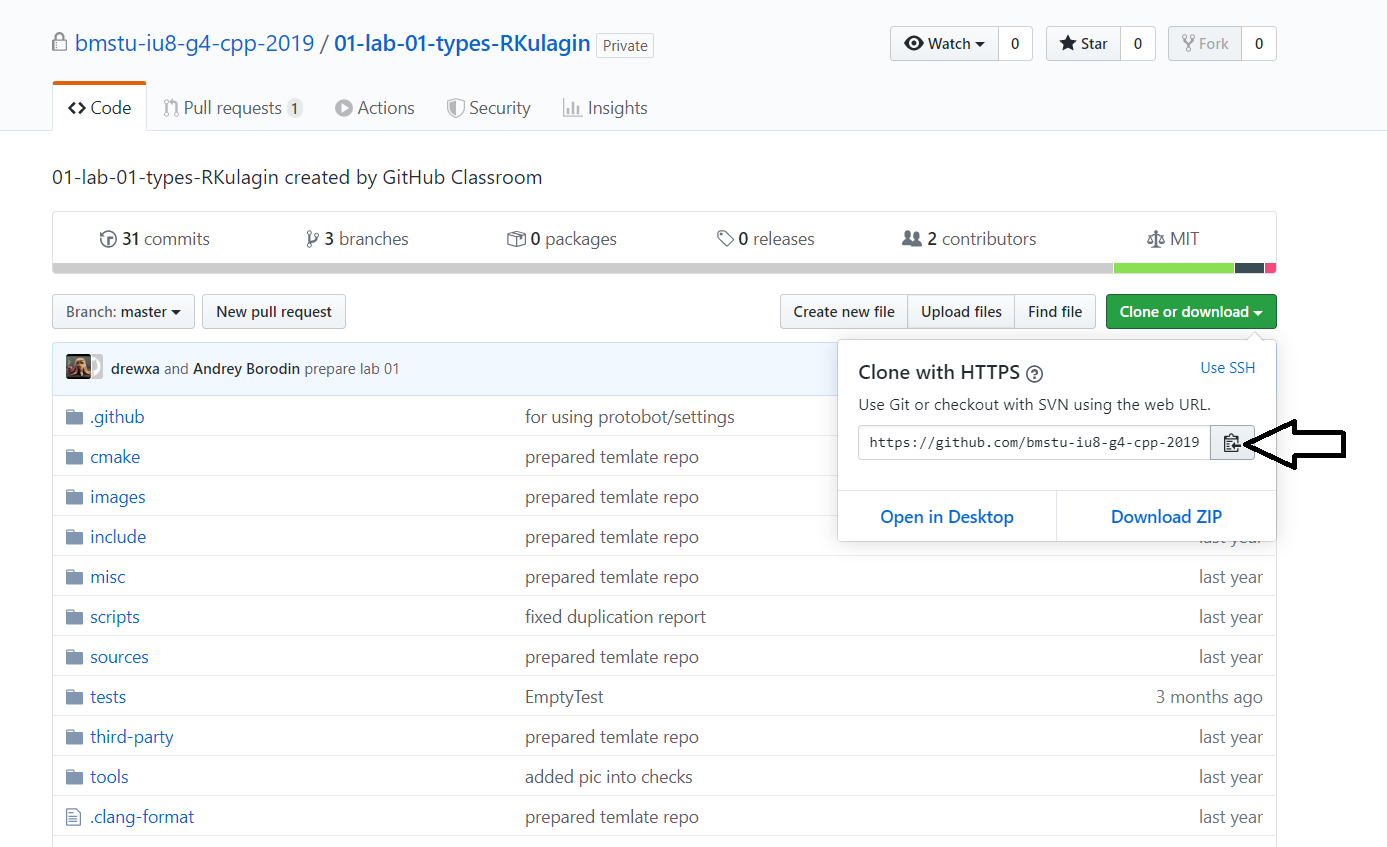 bmstu-iu8-g4-cpp-2019 / 01-lab-01-types-RKulagin Private Watch 0 Star 0 Fork 0
Code Pull requests 1 Actions Security Insights
01-lab-01-types-RKulagin created by GitHub Classroom
31 commits 3 branches 0 packages 0 releases 2 contributors MIT
Branch: master New pull request Create new file Upload files Find file Clone or download
drewxa and Andrey Borodin prepare lab 01
Clone with HTTPS ? Use SSH
Use Git or checkout with SVN using the web URL.
https://github.com/bmstu-iu8-g4-cpp-2019
Open in Desktop Download ZIP
.github for using protobot/settings
cmake prepared temlate repo
images prepared temlate repo
include prepared temlate repo last year
misc prepared temlate repo last year
scripts fixed duplication report last year
sources prepared temlate repo last year
tests EmptyTest 3 months ago
third-party prepared temlate repo last year
tools added pic into checks last year
.clang-format prepared temlate repo last year